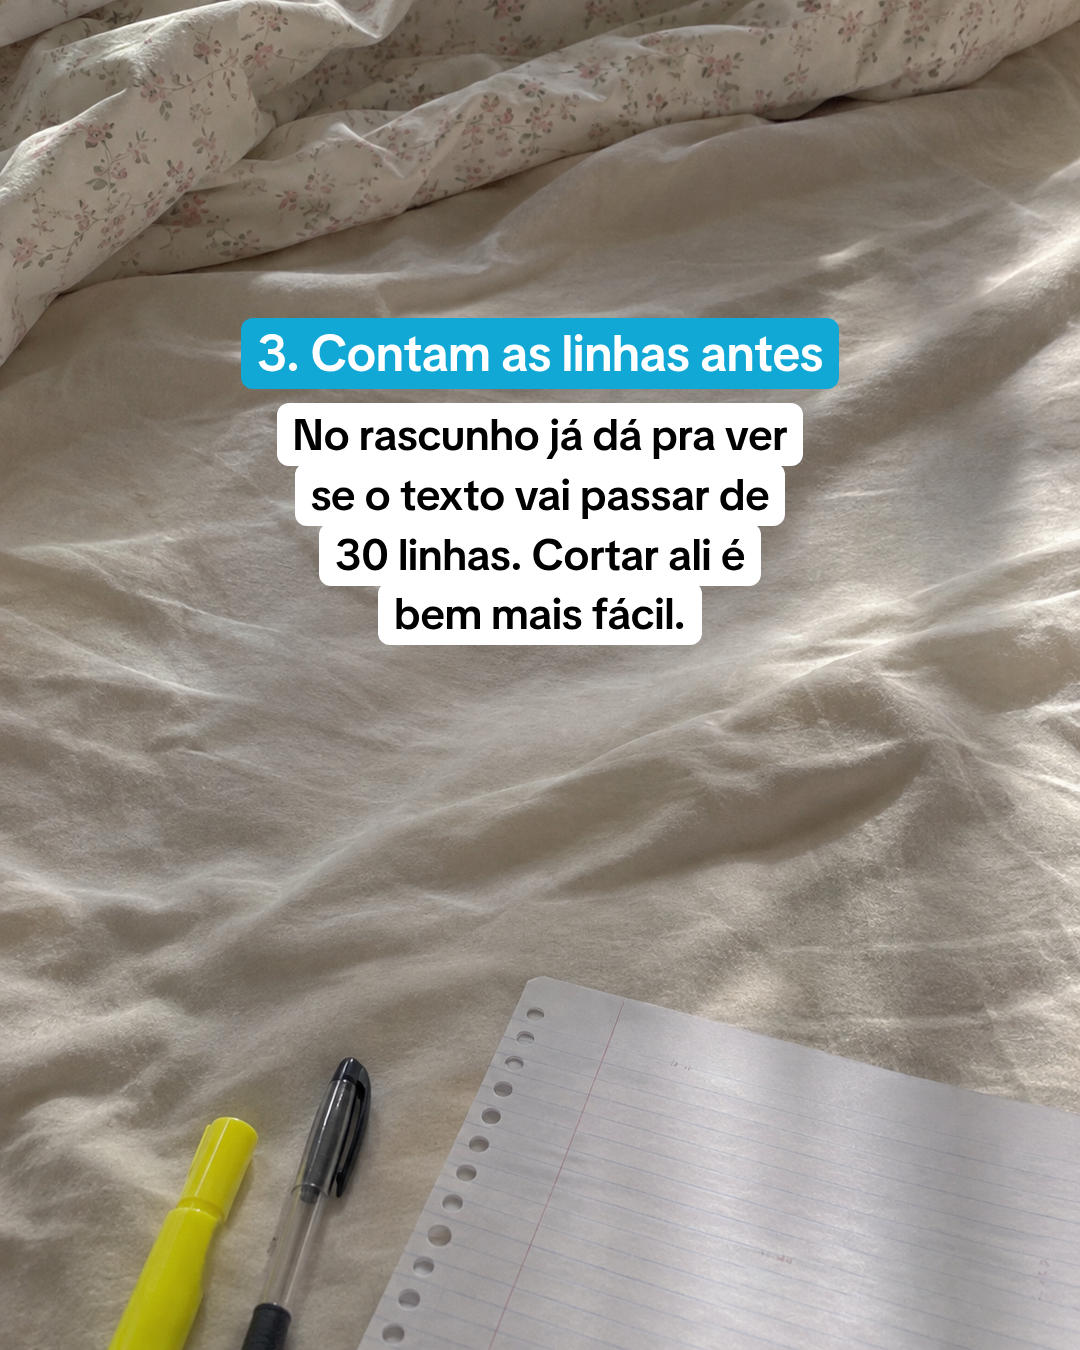 3. Contam as linhas antes
No rascunho já dá pra ver
se o texto vai passar de
30 linhas. Cortar ali é
bem mais fácil.